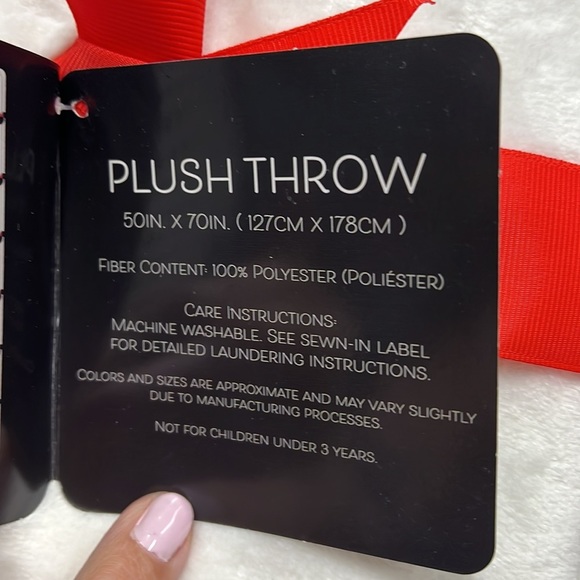 PLUSH THROW
50IN. X 70IN. ( 127CM X 178CM )
FIBER CONTENT: 100% POLYESTER (POLIÉSTER)
CARE INSTRUCTIONS:
MACHINE WASHABLE. SEE SEWN-IN LABEL
FOR DETAILED LAUNDERING INSTRUCTIONS.
COLORS AND SIZES ARE APPROXIMATE AND MAY VARY SLIGHTLY
DUE TO MANUFACTURING PROCESSES.
NOT FOR CHILDREN UNDER 3 YEARS.